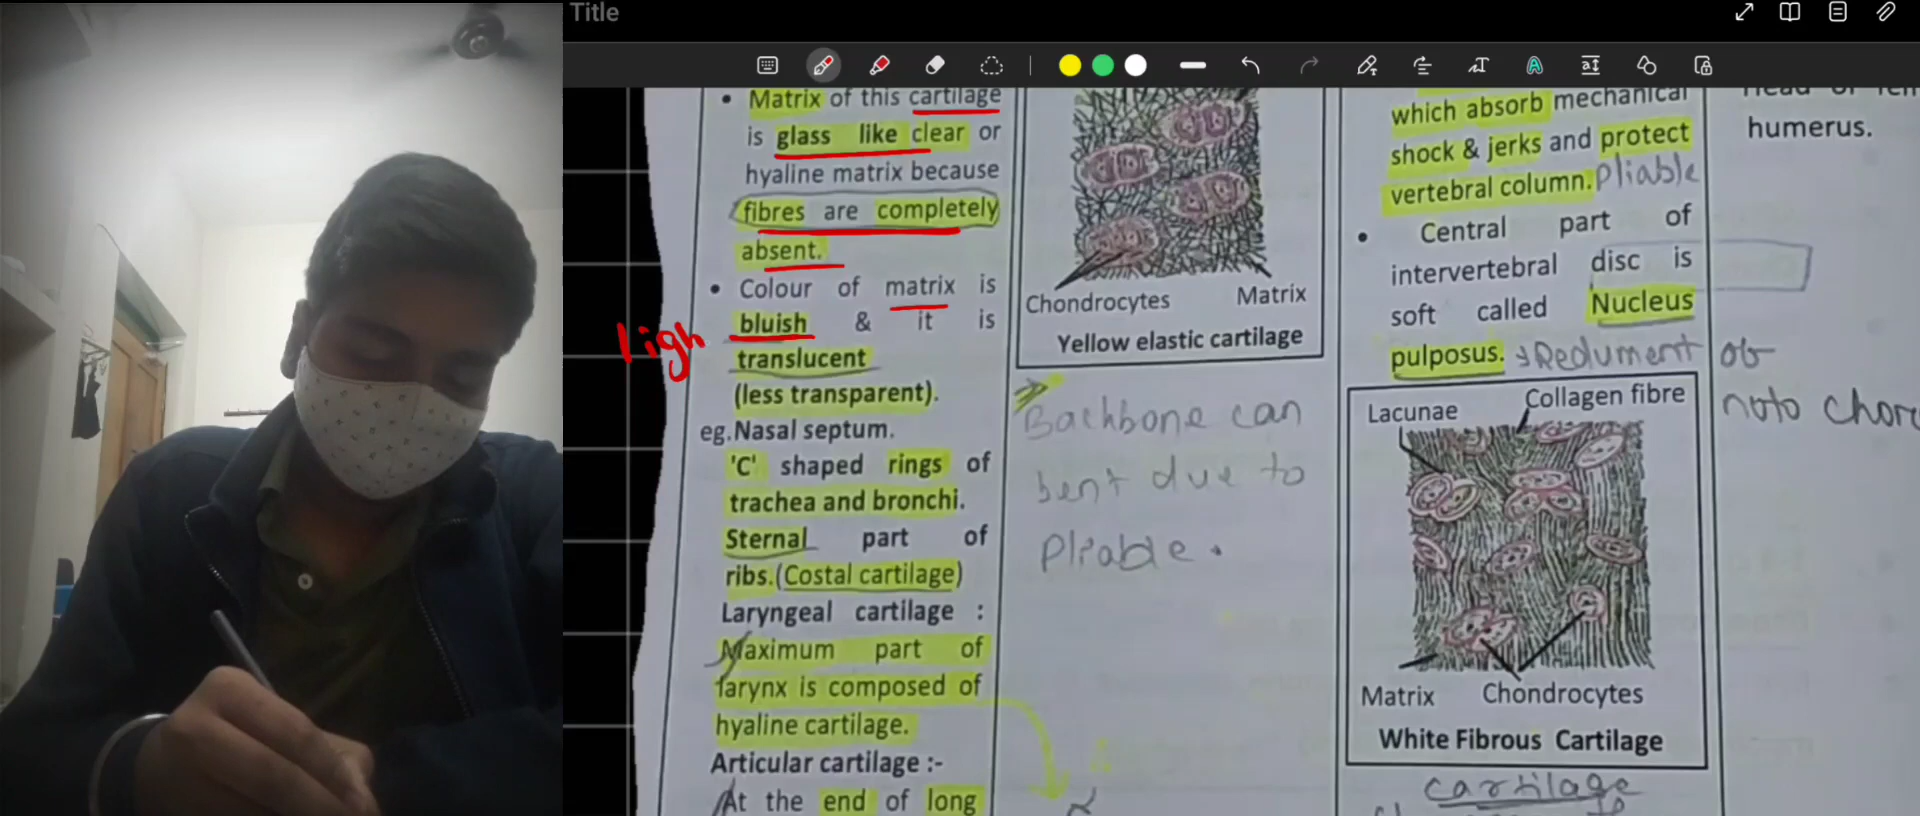 Title
• Matrix of this cartilage
is glass like clear or
hyaline matrix because
fibres are completely
absent.
• Colour of matrix is
bluish & it is
translucent
(less transparent).
eg. Nasal septum.
'C' shaped rings of
trachea and bronchi.
Sternal part of
ribs. (Costal cartilage)
Laryngeal cartilage :
Maximum part of
larynx is composed of
hyaline cartilage.
Articular cartilage :-
At the end of long
ligh
Chondrocytes Matrix
Yellow elastic cartilage
Backbone can
bent due to
Pliable.
which absorb mechanical
shock & jerks and protect
vertebral column. Pliable
• Central part of
intervertebral disc is
soft called Nucleus
pulposus. → Redument of
noto chor
Lacunae Collagen fibre
Matrix Chondrocytes
White Fibrous Cartilage
cartilage
humerus.